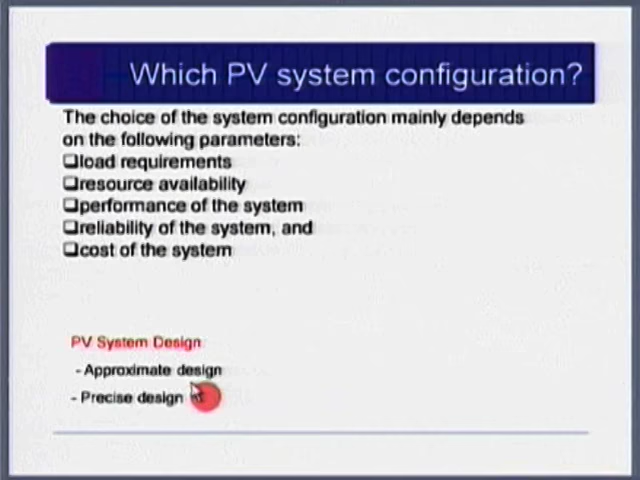 Which PV system configuration?
The choice of the system configuration mainly depends
on the following parameters:
❑load requirements
❑resource availability
❑performance of the system
❑reliability of the system, and
❑cost of the system
PV System Design
- Approximate design
- Precise design